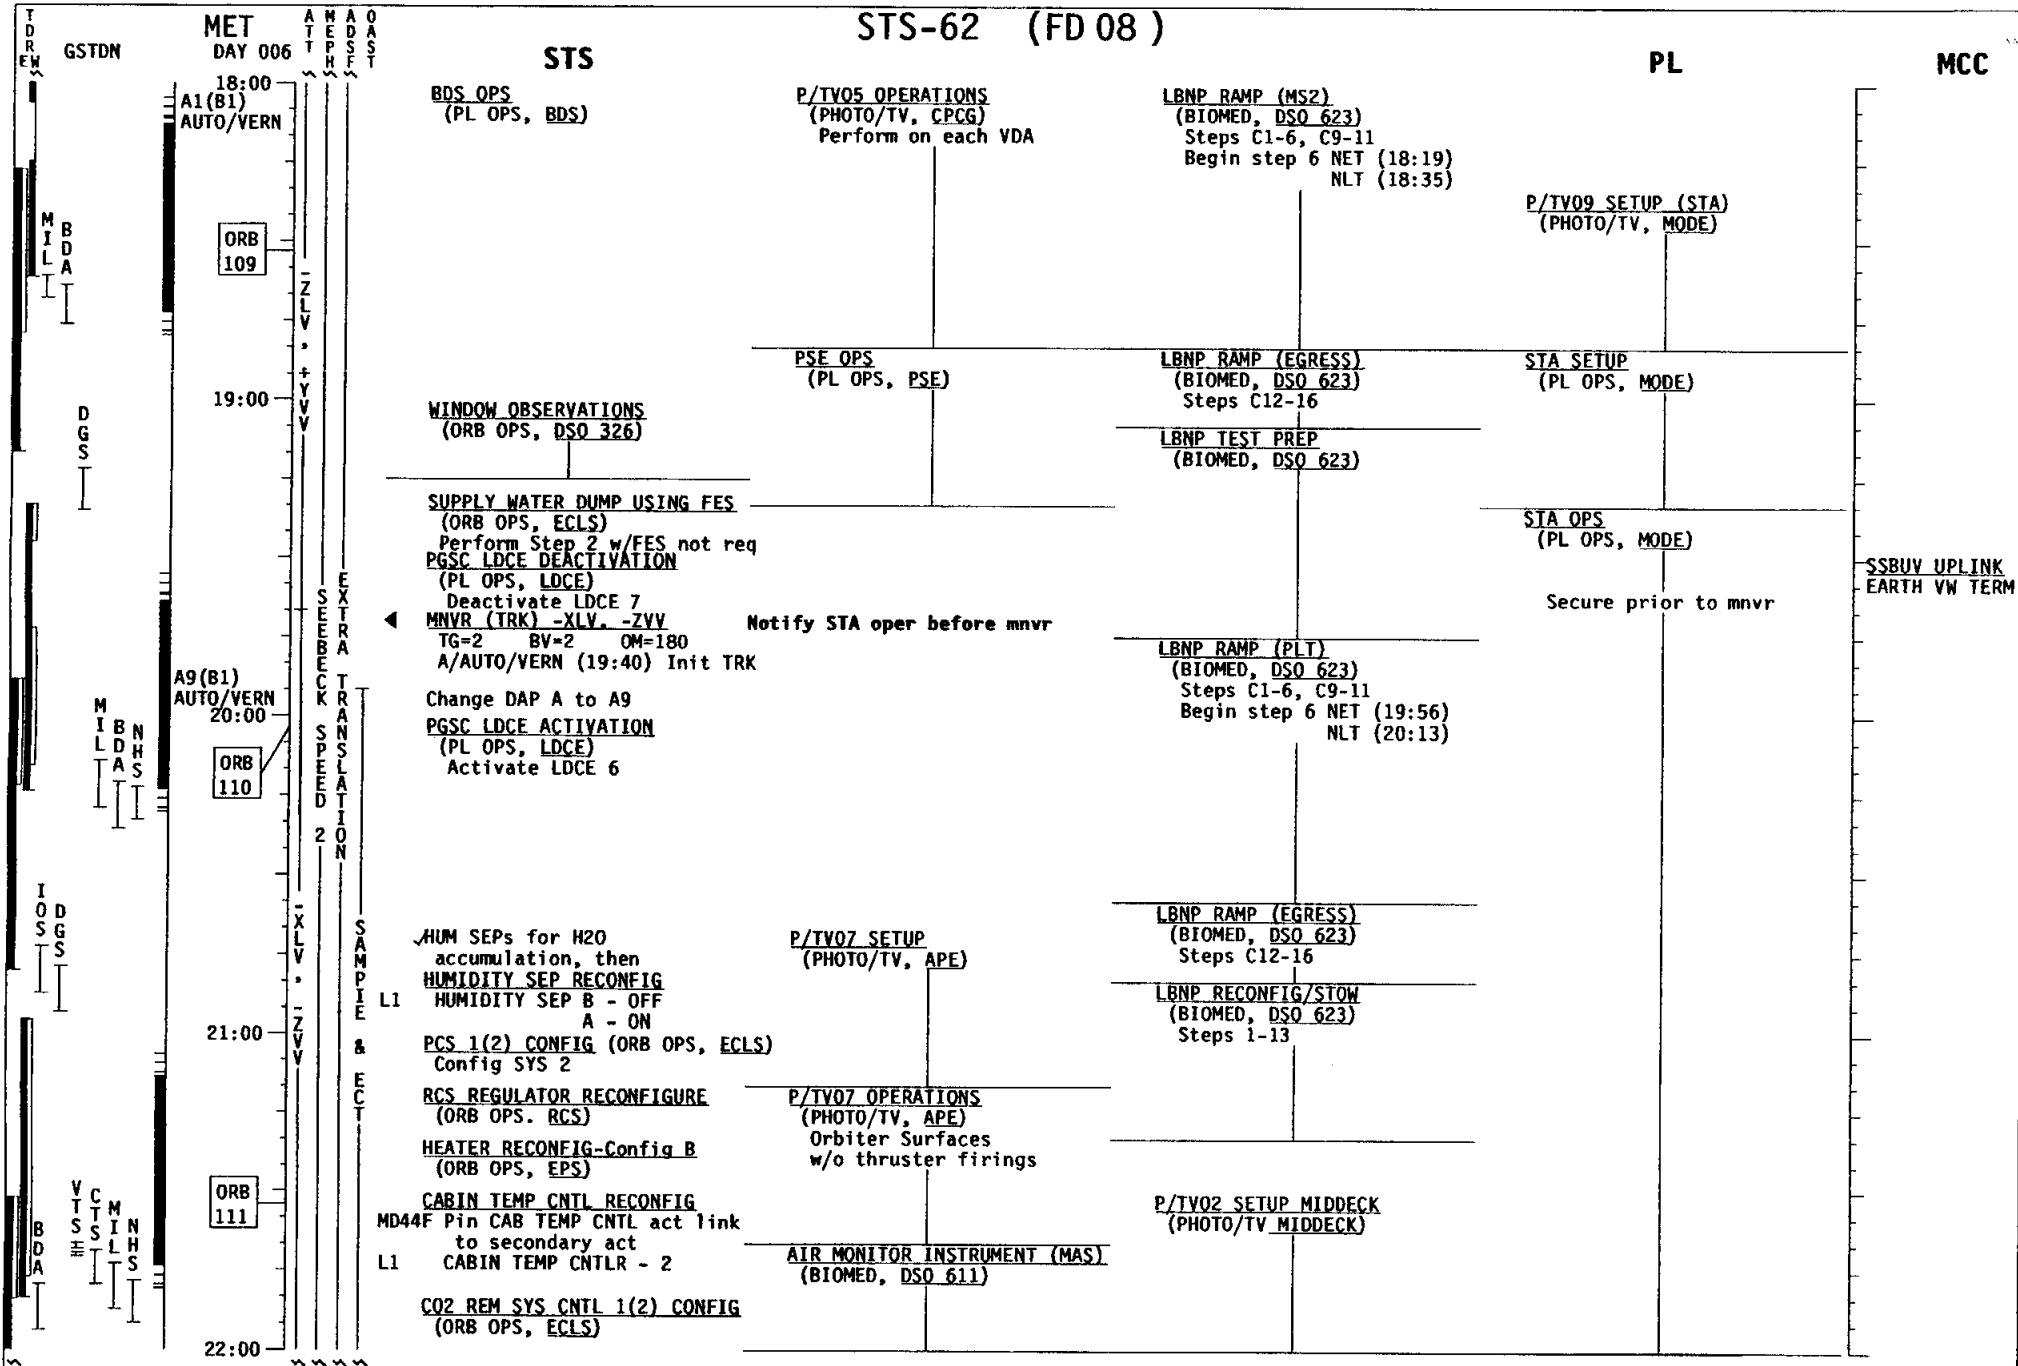 STS-62 (FD 08)
TDRE W
GSTDN
MET
DAY 006
ATT
MEPH
ADSF
OAST
STS
PL
MCC
18:00
A1(B1)
AUTO/VERN
BDS OPS
(PL OPS, BDS)
P/TV05 OPERATIONS
(PHOTO/TV, CPCG)
Perform on each VDA
LBNP RAMP (MS2)
(BIOMED, DSO 623)
Steps C1-6, C9-11
Begin step 6 NET (18:19)
NLT (18:35)
P/TV09 SETUP (STA)
(PHOTO/TV, MODE)
MIL
BDA
ORB
109
-ZLV, +YVV
PSE OPS
(PL OPS, PSE)
LBNP RAMP (EGRESS)
(BIOMED, DSO 623)
Steps C12-16
STA SETUP
(PL OPS, MODE)
19:00
DGS
WINDOW OBSERVATIONS
(ORB OPS, DSO 326)
LBNP TEST PREP
(BIOMED, DSO 623)
SUPPLY WATER DUMP USING FES
(ORB OPS, ECLS)
Perform Step 2 w/FES not req
STA OPS
(PL OPS, MODE)
PGSC LDCE DEACTIVATION
(PL OPS, LDCE)
Deactivate LDCE 7
SSBUV UPLINK
EARTH VW TERM
Secure prior to mnvr
MNVR (TRK) -XLV, -ZVV
Notify STA oper before mnvr
TG=2 BV=2 OM=180
A/AUTO/VERN (19:40) Init TRK
SEEBECK SPEED 2
EXTRA TRANSLATION
LBNP RAMP (PLT)
(BIOMED, DSO 623)
Steps C1-6, C9-11
Begin step 6 NET (19:56)
NLT (20:13)
A9(B1)
AUTO/VERN
Change DAP A to A9
20:00
PGSC LDCE ACTIVATION
(PL OPS, LDCE)
Activate LDCE 6
MIL
BDA
NHS
ORB
110
IOS
DGS
-XLV, -ZVV
SAMPIE & ECT
LBNP RAMP (EGRESS)
(BIOMED, DSO 623)
Steps C12-16
✓HUM SEPs for H2O
accumulation, then
HUMIDITY SEP RECONFIG
L1 HUMIDITY SEP B - OFF
A - ON
P/TV07 SETUP
(PHOTO/TV, APE)
LBNP RECONFIG/STOW
(BIOMED, DSO 623)
Steps 1-13
21:00
PCS 1(2) CONFIG (ORB OPS, ECLS)
Config SYS 2
RCS REGULATOR RECONFIGURE
(ORB OPS. RCS)
P/TV07 OPERATIONS
(PHOTO/TV, APE)
Orbiter Surfaces
w/o thruster firings
HEATER RECONFIG-Config B
(ORB OPS, EPS)
ORB
111
VTS
CTS
MIL
NHS
BDA
CABIN TEMP CNTL RECONFIG
MD44F Pin CAB TEMP CNTL act link
to secondary act
L1 CABIN TEMP CNTLR - 2
P/TV02 SETUP MIDDECK
(PHOTO/TV MIDDECK)
AIR MONITOR INSTRUMENT (MAS)
(BIOMED, DSO 611)
CO2 REM SYS CNTL 1(2) CONFIG
(ORB OPS, ECLS)
22:00